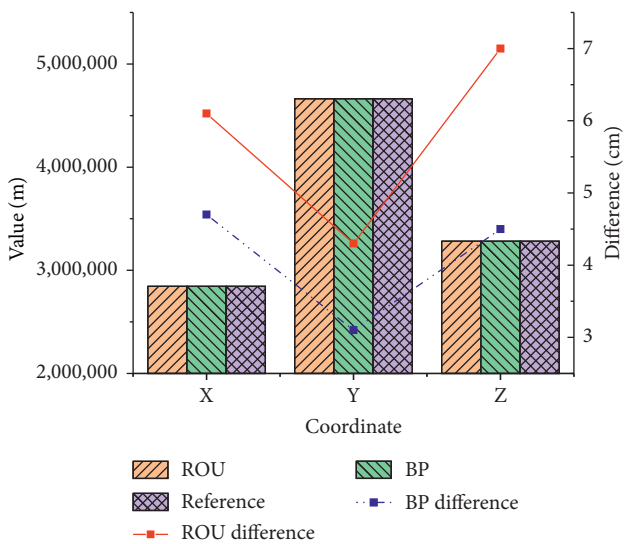 5,000,000
4,000,000
3,000,000
2,000,000
Value (m)
7
6
5
4
3
Difference (cm)
X
Y
Z
Coordinate
ROU
BP
Reference
BP difference
ROU difference